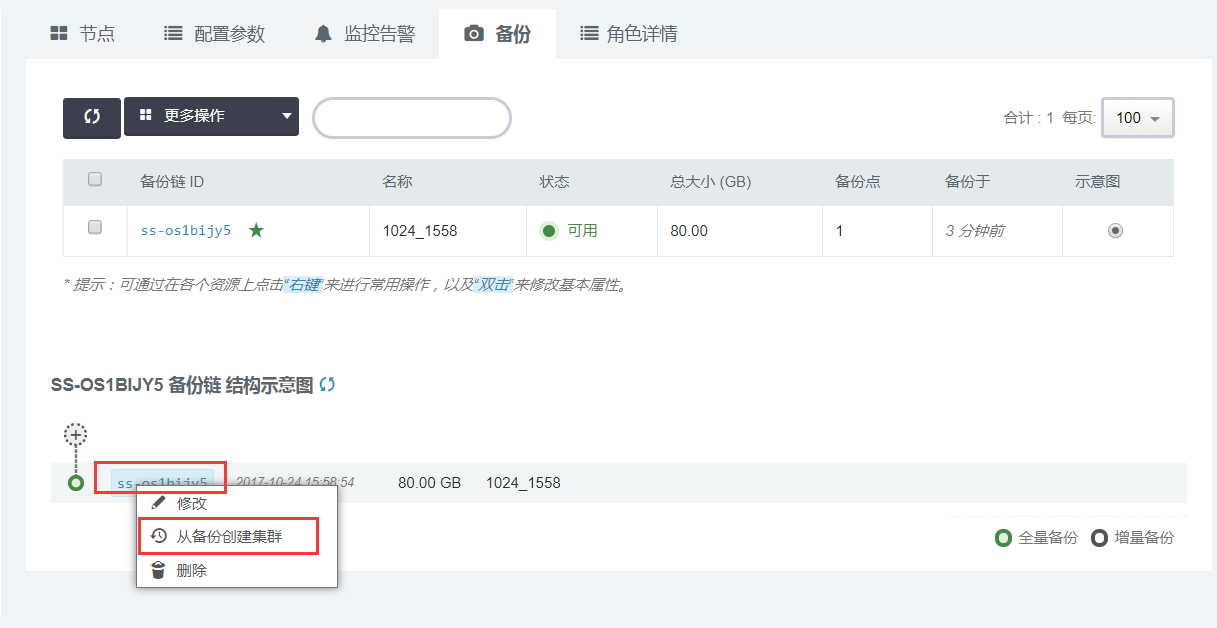 节点 配置参数 监控告警 备份 角色详情
更多操作 合计 : 1 每页: 100
备份链 ID 名称 状态 总大小 (GB) 备份点 备份于 示意图
ss-os1bijy5 1024_1558 可用 80.00 1 3 分钟前
* 提示：可通过在各个资源上点击“右键”来进行常用操作，以及“双击”来修改基本属性。
SS-OS1BIJY5 备份链 结构示意图
ss-os1bijy5 2017-10-24 15:58:54 80.00 GB 1024_1558
修改
从备份创建集群
删除
全量备份 增量备份